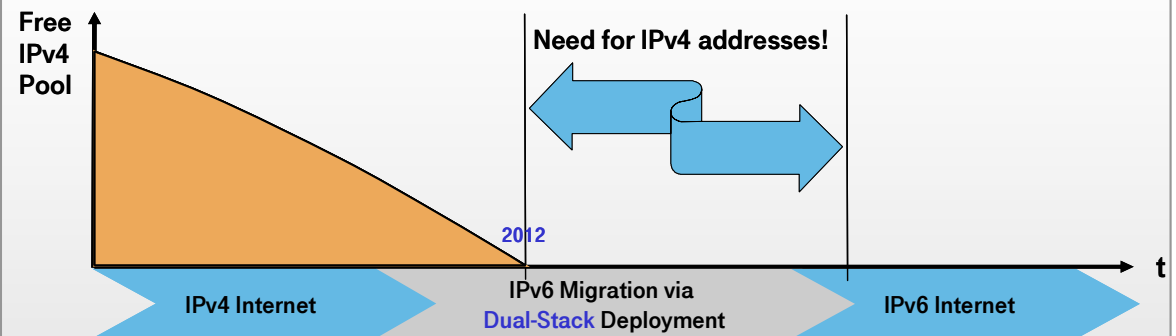 Free
IPv4
Pool
Need for IPv4 addresses!
2012
t
IPv4 Internet
IPv6 Migration via
Dual-Stack Deployment
IPv6 Internet